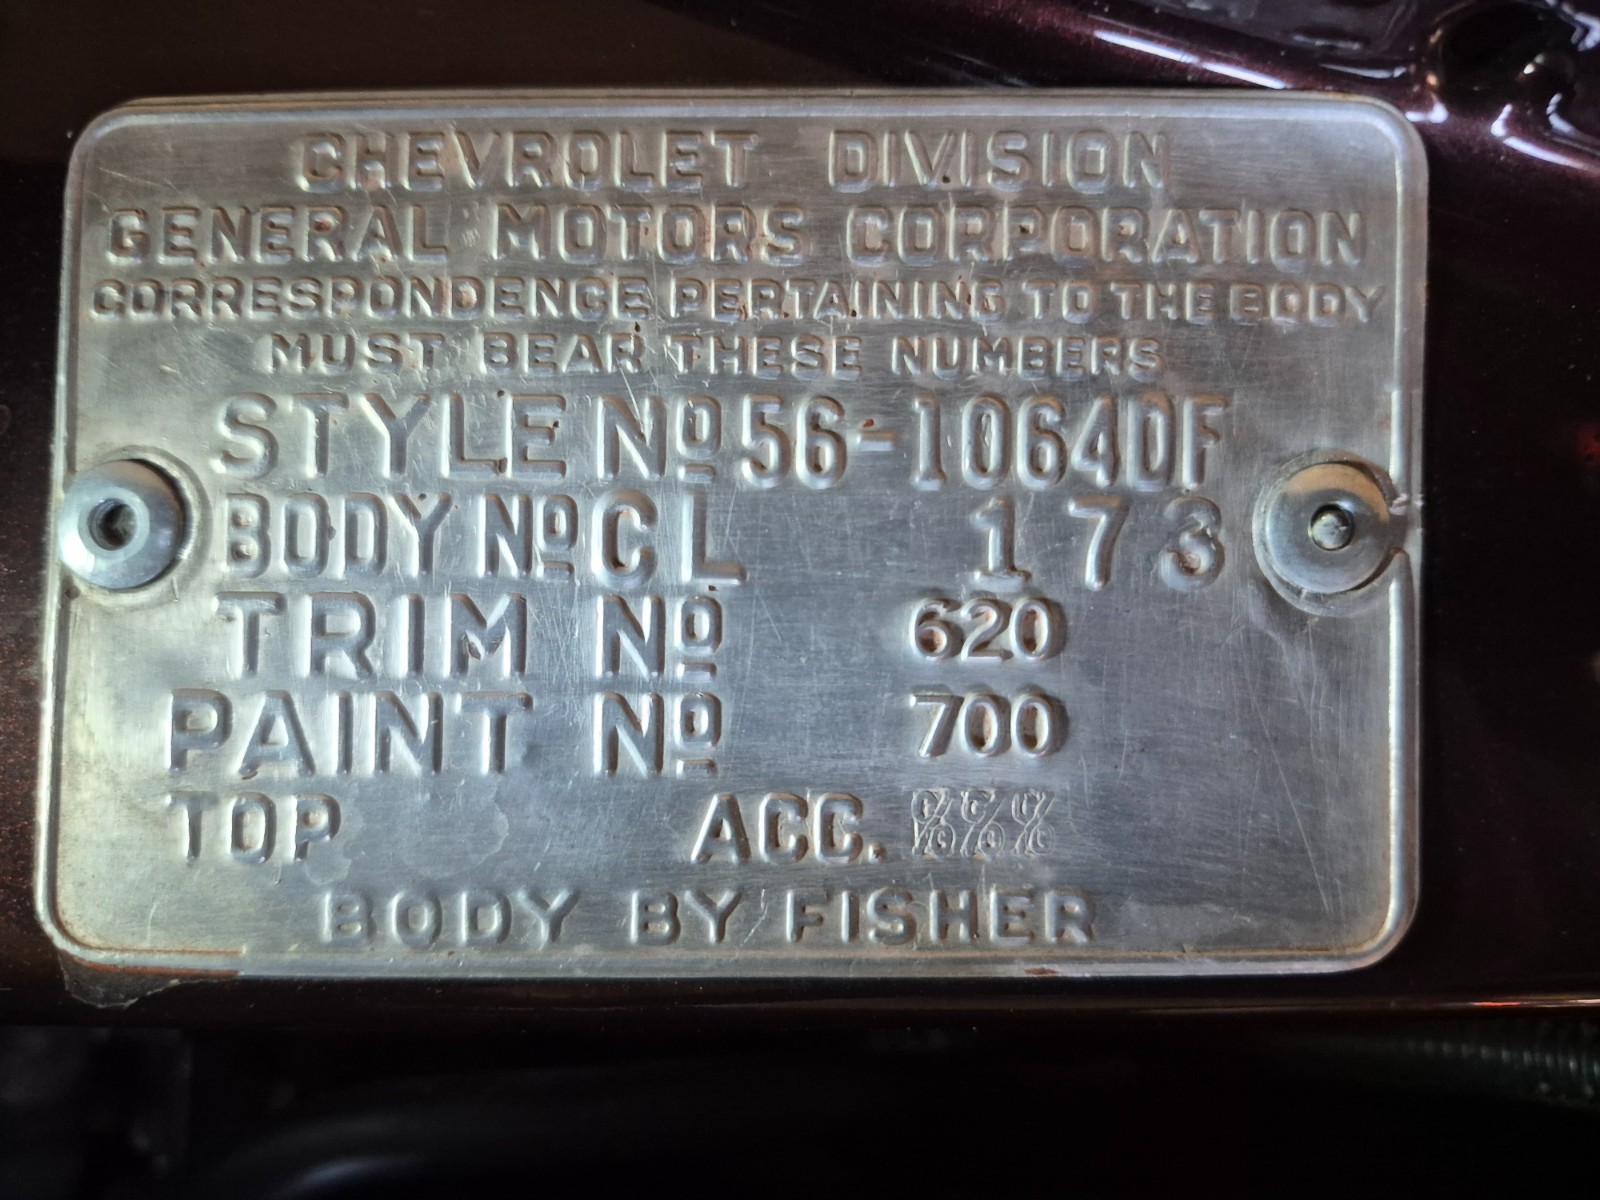 CHEVROLET DIVISION
GENERAL MOTORS CORPORATION
CORRESPONDENCE PERTAINING TO THE BODY
MUST BEAR THESE NUMBERS
STYLE Nº 56-1064DF
BODY Nº CL 173
TRIM Nº 620
PAINT Nº 700
TOP ACC.
BODY BY FISHER